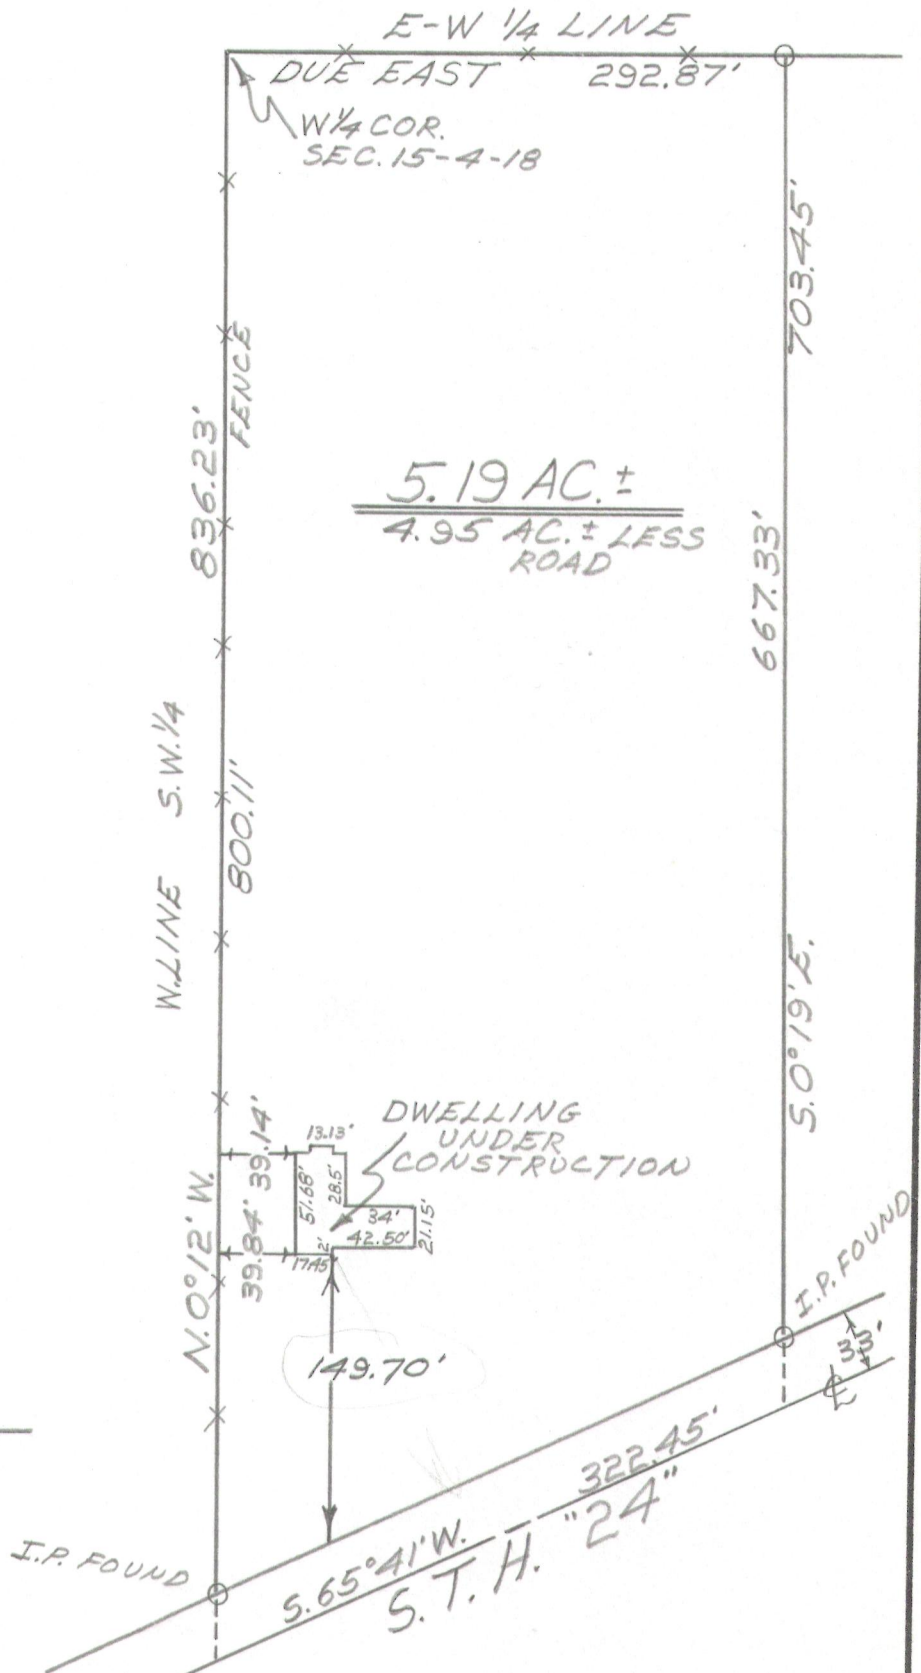 E-W 1/4 LINE
DUE EAST 292.87'
W 1/4 COR.
SEC. 15-4-18
703.45'
FENCE
836.23'
5.19 AC. ±
4.95 AC. ± LESS
ROAD
667.33'
W. LINE S.W. 1/4
800.11'
S. 0° 19' E.
DWELLING
UNDER
CONSTRUCTION
13.13'
39.14'
57.68'
28.5'
34'
42.50'
21.15'
39.84'
2'
17.45'
N. 0° 12' W.
I.P. FOUND
33'
149.70'
322.45'
I.P. FOUND
S. 65° 41' W.
S. T. H. "24"